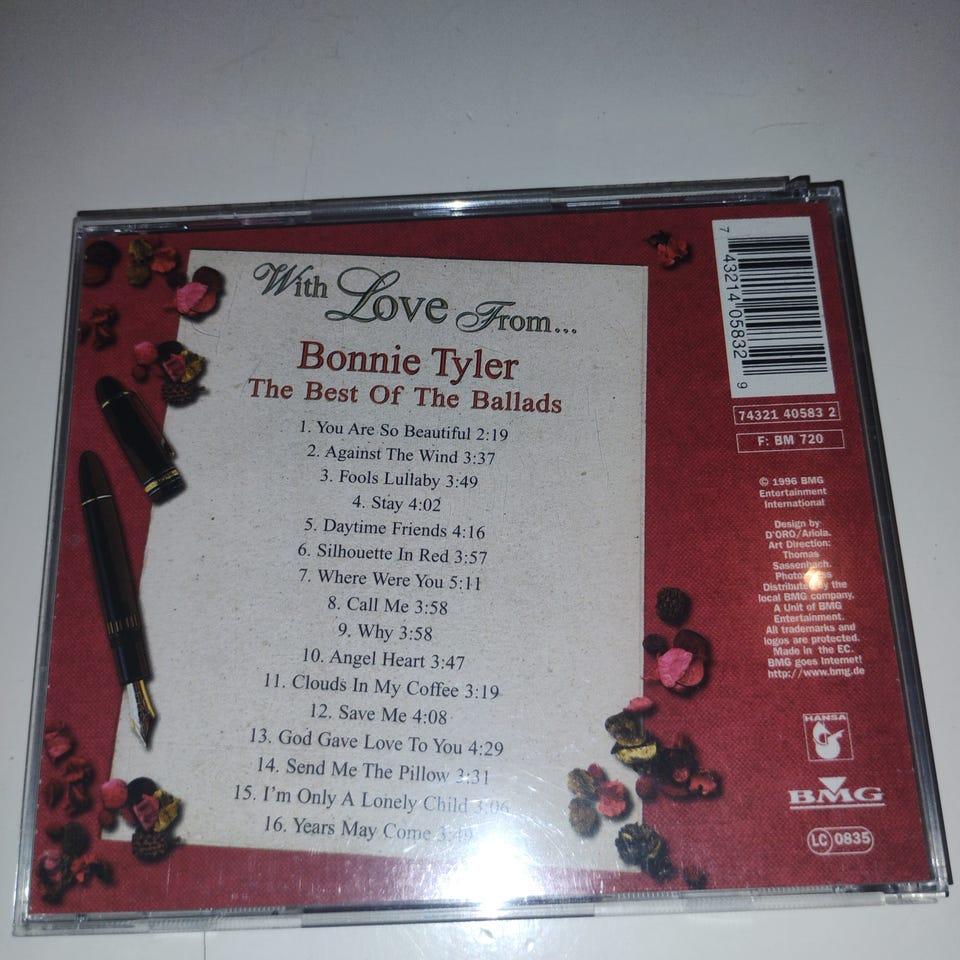 With Love From...
Bonnie Tyler
The Best Of The Ballads
1. You Are So Beautiful 2:19
2. Against The Wind 3:37
3. Fools Lullaby 3:49
4. Stay 4:02
5. Daytime Friends 4:16
6. Silhouette In Red 3:57
7. Where Were You 5:11
8. Call Me 3:58
9. Why 3:58
10. Angel Heart 3:47
11. Clouds In My Coffee 3:19
12. Save Me 4:08
13. God Gave Love To You 4:29
14. Send Me The Pillow 3:31
15. I'm Only A Lonely Child 3:06
16. Years May Come 3:49
7 43214 05832 9
74321 40583 2
F: BM 720
© 1996 BMG
Entertainment
International
Design by
D'ORO/Ariola.
Art Direction:
Thomas
Sassenbach.
Distributed by the
local BMG company.
A Unit of BMG
Entertainment.
All trademarks and
logos are protected.
Made in the EC.
BMG goes Internet!
http://www.bmg.de
HANSA
BMG
LC 0835